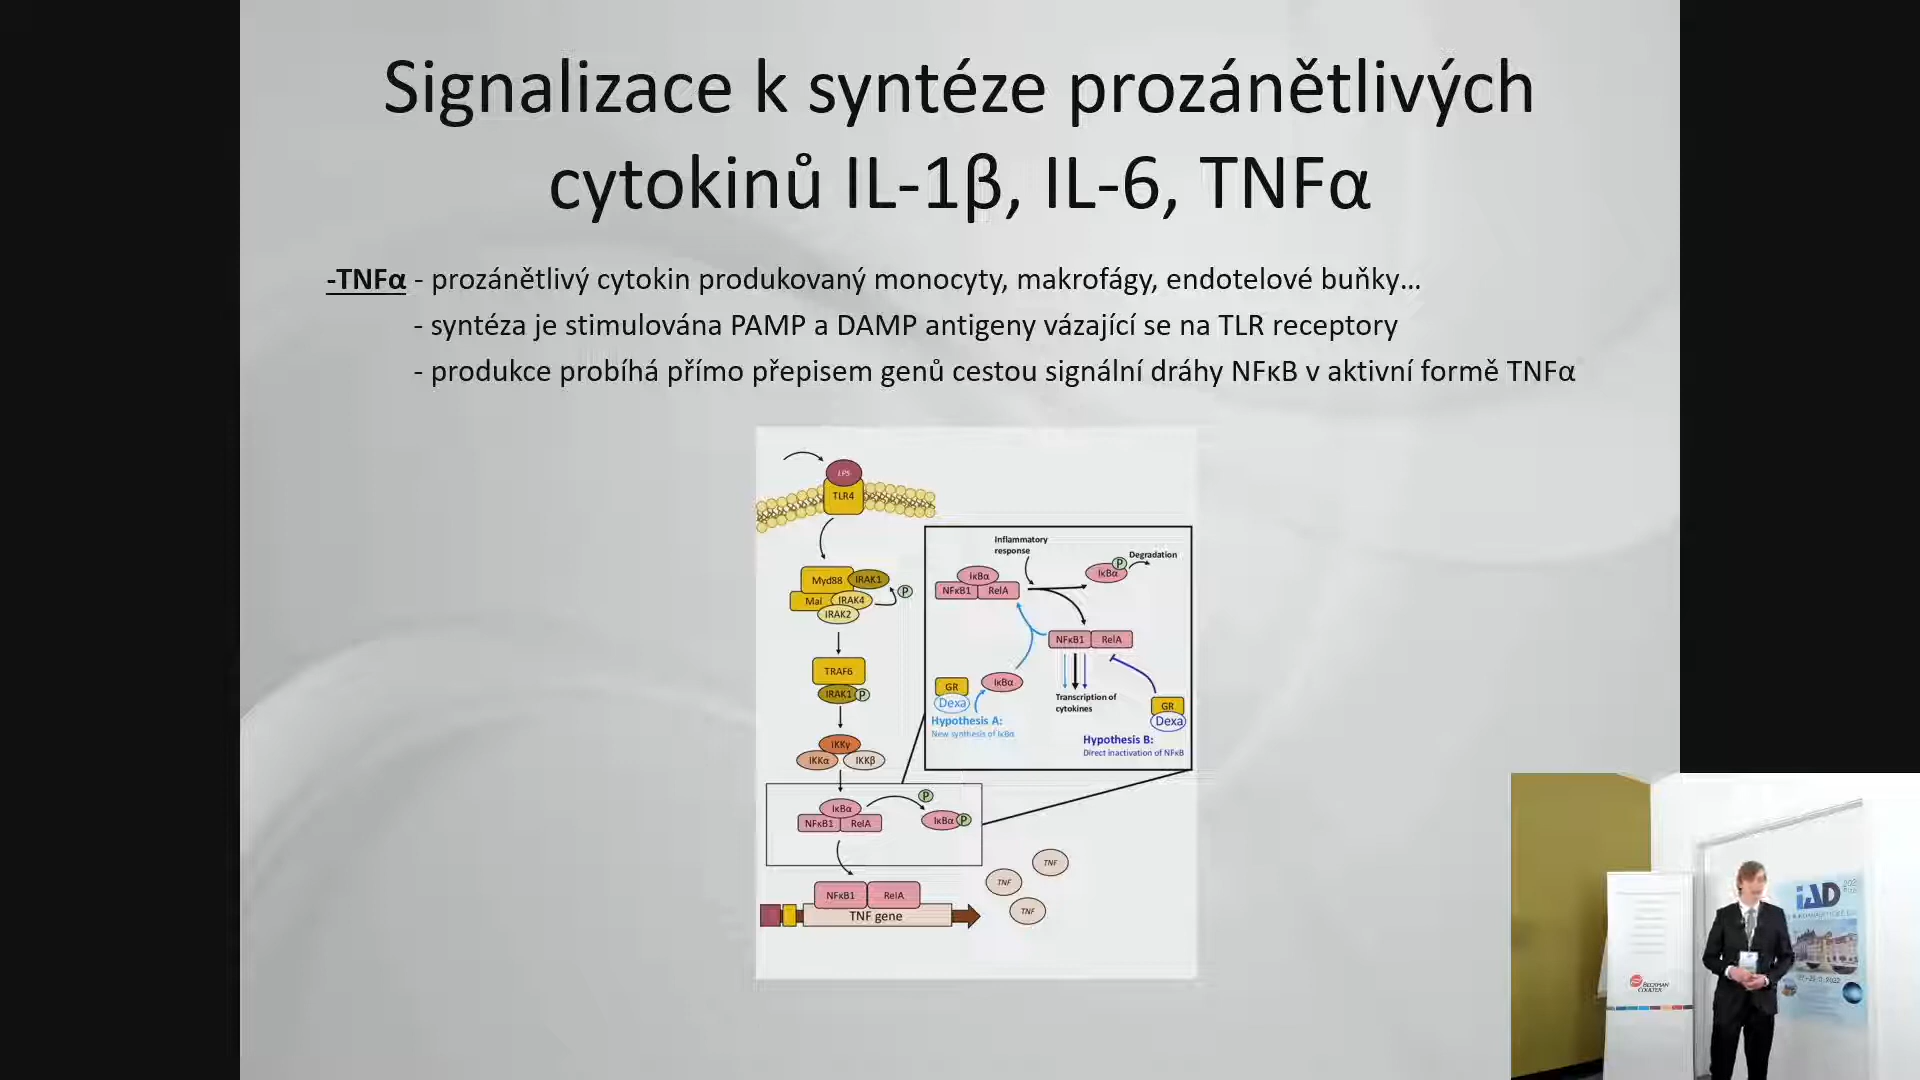 Signalizace k syntéze prozánětlivých
cytokinů IL-1β, IL-6, TNFα
-TNFα - prozánětlivý cytokin produkovaný monocyty, makrofágy, endotelové buňky…
- syntéza je stimulována PAMP a DAMP antigeny vázající se na TLR receptory
- produkce probíhá přímo přepisem genů cestou signální dráhy NFκB v aktivní formě TNFα
LPS
TLR4
Myd88
IRAK1
Mal
IRAK4
IRAK2
P
TRAF6
IRAK1
P
IKKγ
IKKα
IKKβ
IκBα
NFκB1
RelA
P
IκBα
P
NFκB1
RelA
TNF gene
TNF
TNF
TNF
Inflammatory
response
IκBα
NFκB1
RelA
P
IκBα
Degradation
NFκB1
RelA
GR
Dexa
IκBα
Hypothesis A:
New synthesis of IκBα
Transcription of
cytokines
GR
Dexa
Hypothesis B:
Direct inactivation of NFκB
BECKMAN
COULTER
iAD